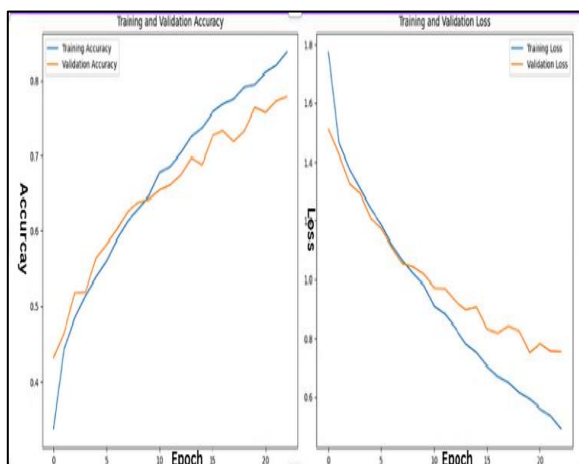 Training and Validation Accuracy
Training Accuracy
Validation Accuracy
0.8
0.7
0.6
0.5
0.4
Accurcay
0 5 10 15 20
Epoch
Training and Validation Loss
Training Loss
Validation Loss
1.8
1.6
1.4
1.2
1.0
0.8
0.6
Loss
0 5 10 15 20
Epoch